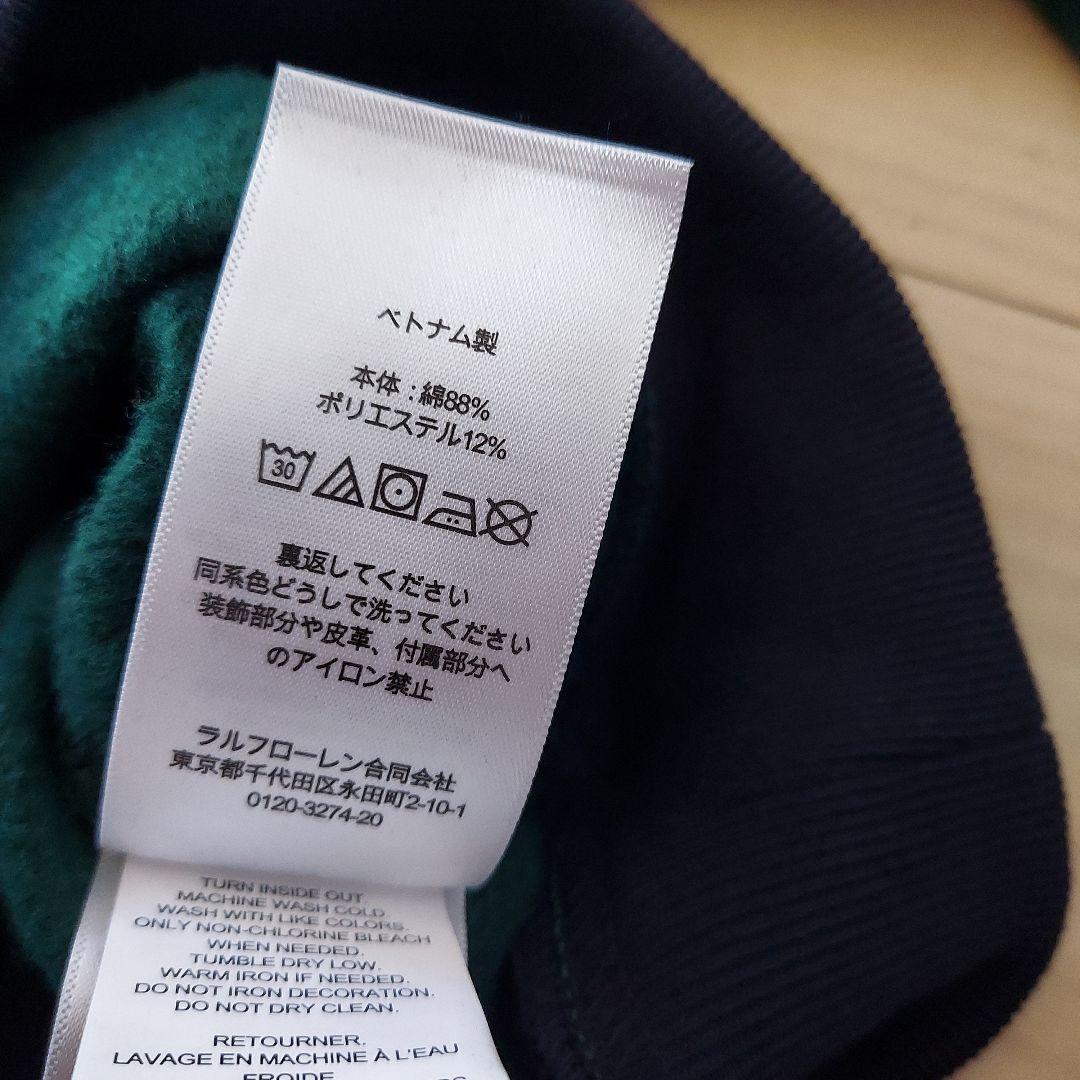 ベトナム製
本体：綿88%
ポリエステル12%
30
裏返してください
同系色どうしで洗ってください
装飾部分や皮革、付属部分へ
のアイロン禁止
ラルフローレン合同会社
東京都千代田区永田町2-10-1
0120-3274-20
TURN INSIDE OUT.
MACHINE WASH COLD.
WASH WITH LIKE COLORS.
ONLY NON-CHLORINE BLEACH
WHEN NEEDED.
TUMBLE DRY LOW.
WARM IRON IF NEEDED.
DO NOT IRON DECORATION.
DO NOT DRY CLEAN.
RETOURNER.
LAVAGE EN MACHINE À L'EAU
FROIDE